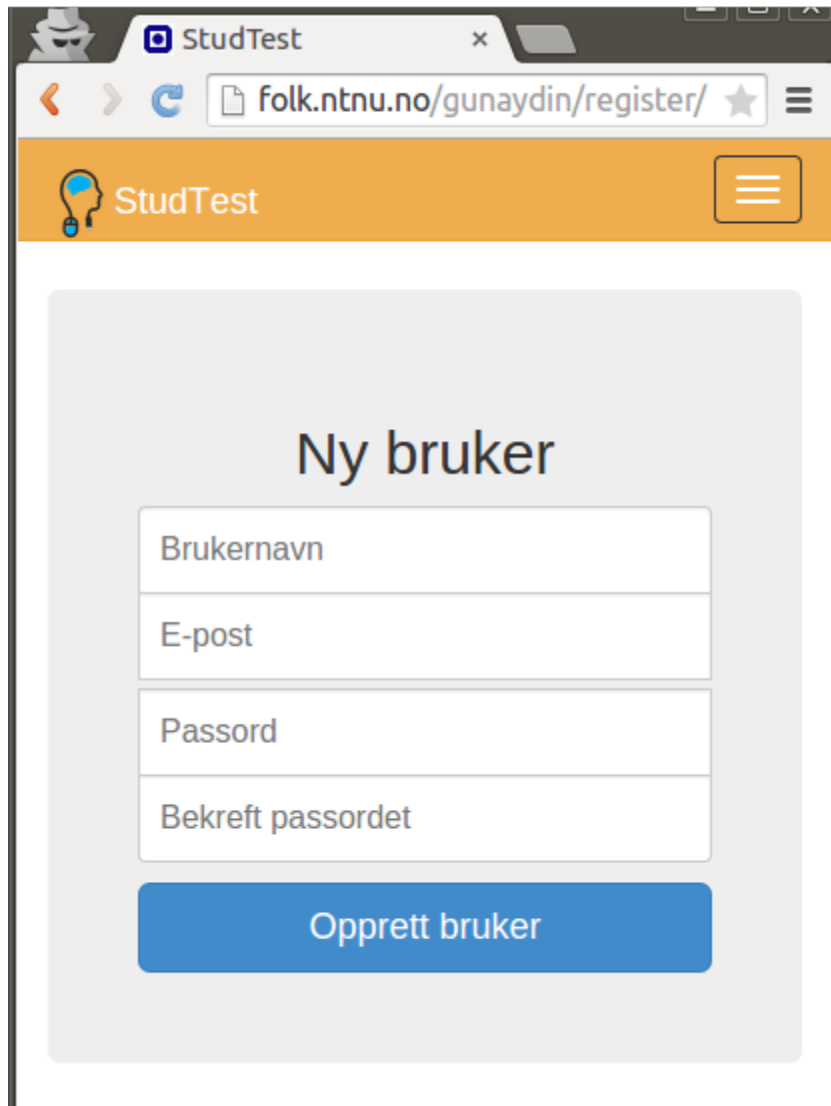 StudTest
folk.ntnu.no/gunaydin/register/
StudTest
Ny bruker
Brukernavn
E-post
Passord
Bekreft passordet
Opprett bruker